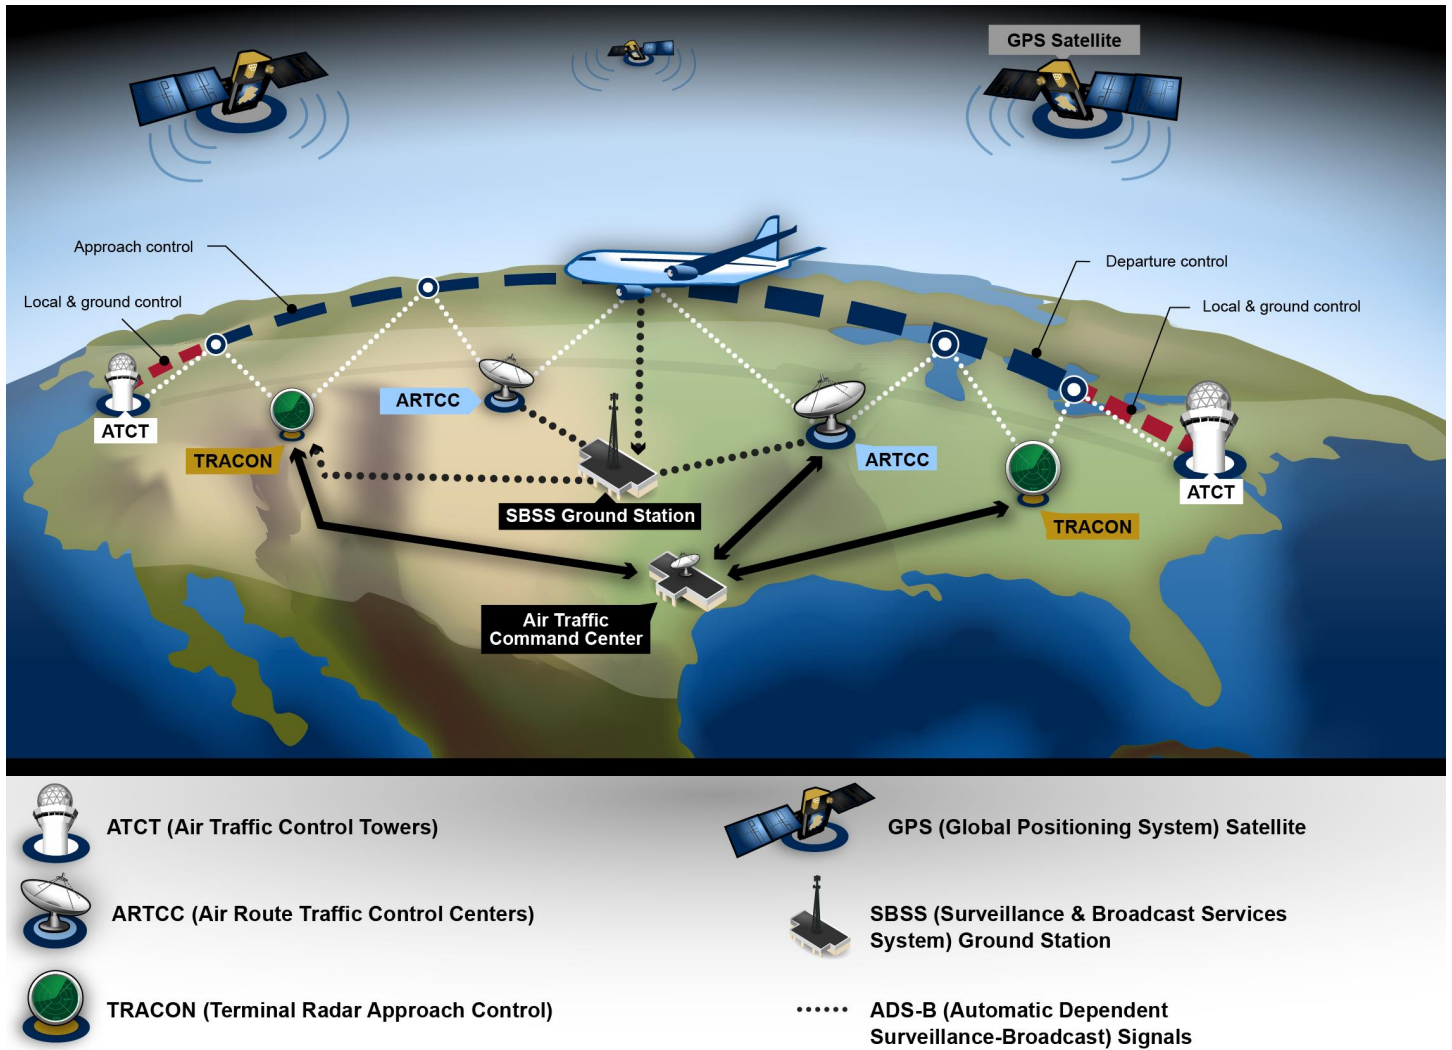 GPS Satellite
Approach control
Departure control
Local & ground control
Local & ground control
ARTCC
ATCT
TRACON
ARTCC
ATCT
SBSS Ground Station
TRACON
Air Traffic
Command Center
ATCT (Air Traffic Control Towers)
GPS (Global Positioning System) Satellite
ARTCC (Air Route Traffic Control Centers)
SBSS (Surveillance & Broadcast Services
System) Ground Station
TRACON (Terminal Radar Approach Control)
ADS-B (Automatic Dependent
Surveillance-Broadcast) Signals